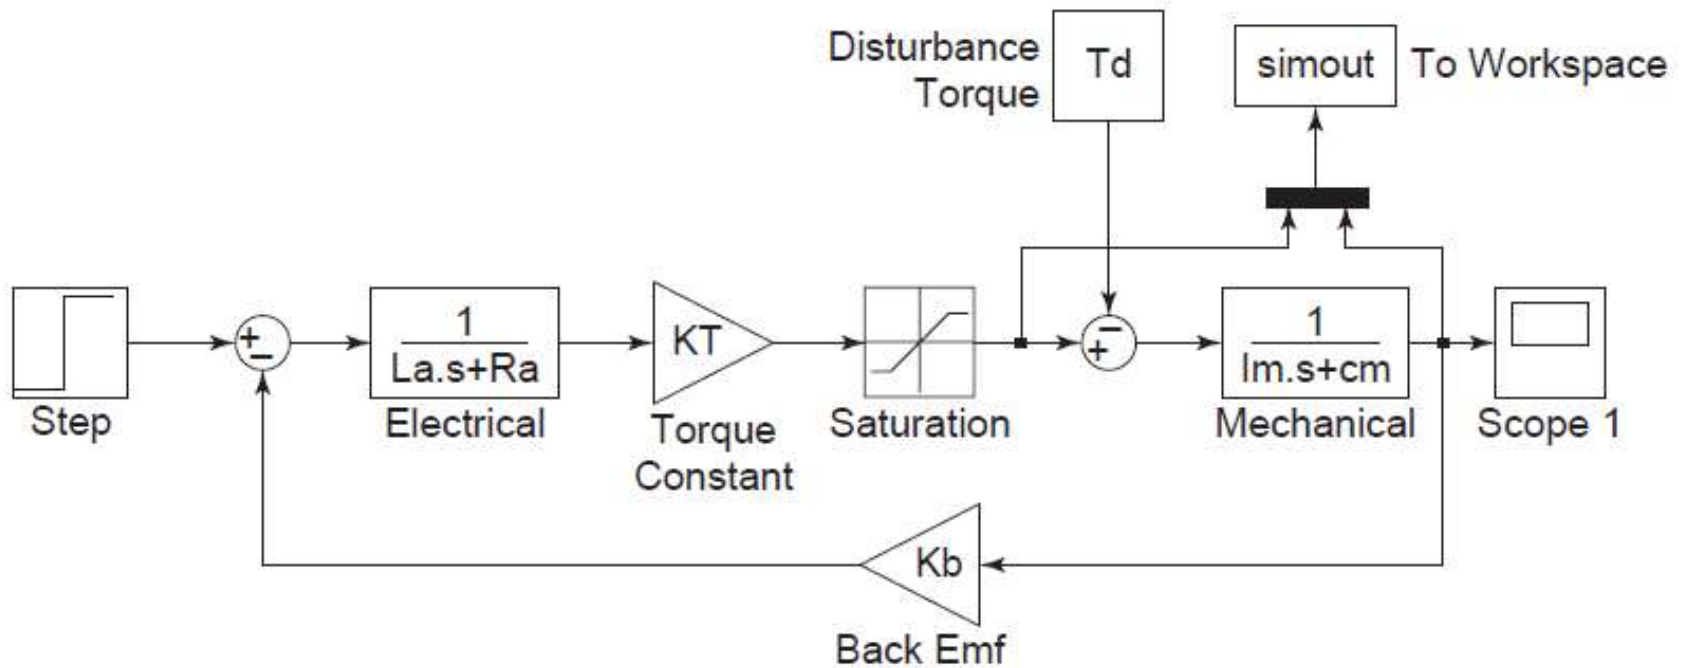 Disturbance
Torque
Td
simout
To Workspace
+
−
1
La.s+Ra
KT
−
+
1
Im.s+cm
Step
Electrical
Torque
Constant
Saturation
Mechanical
Scope 1
Kb
Back Emf